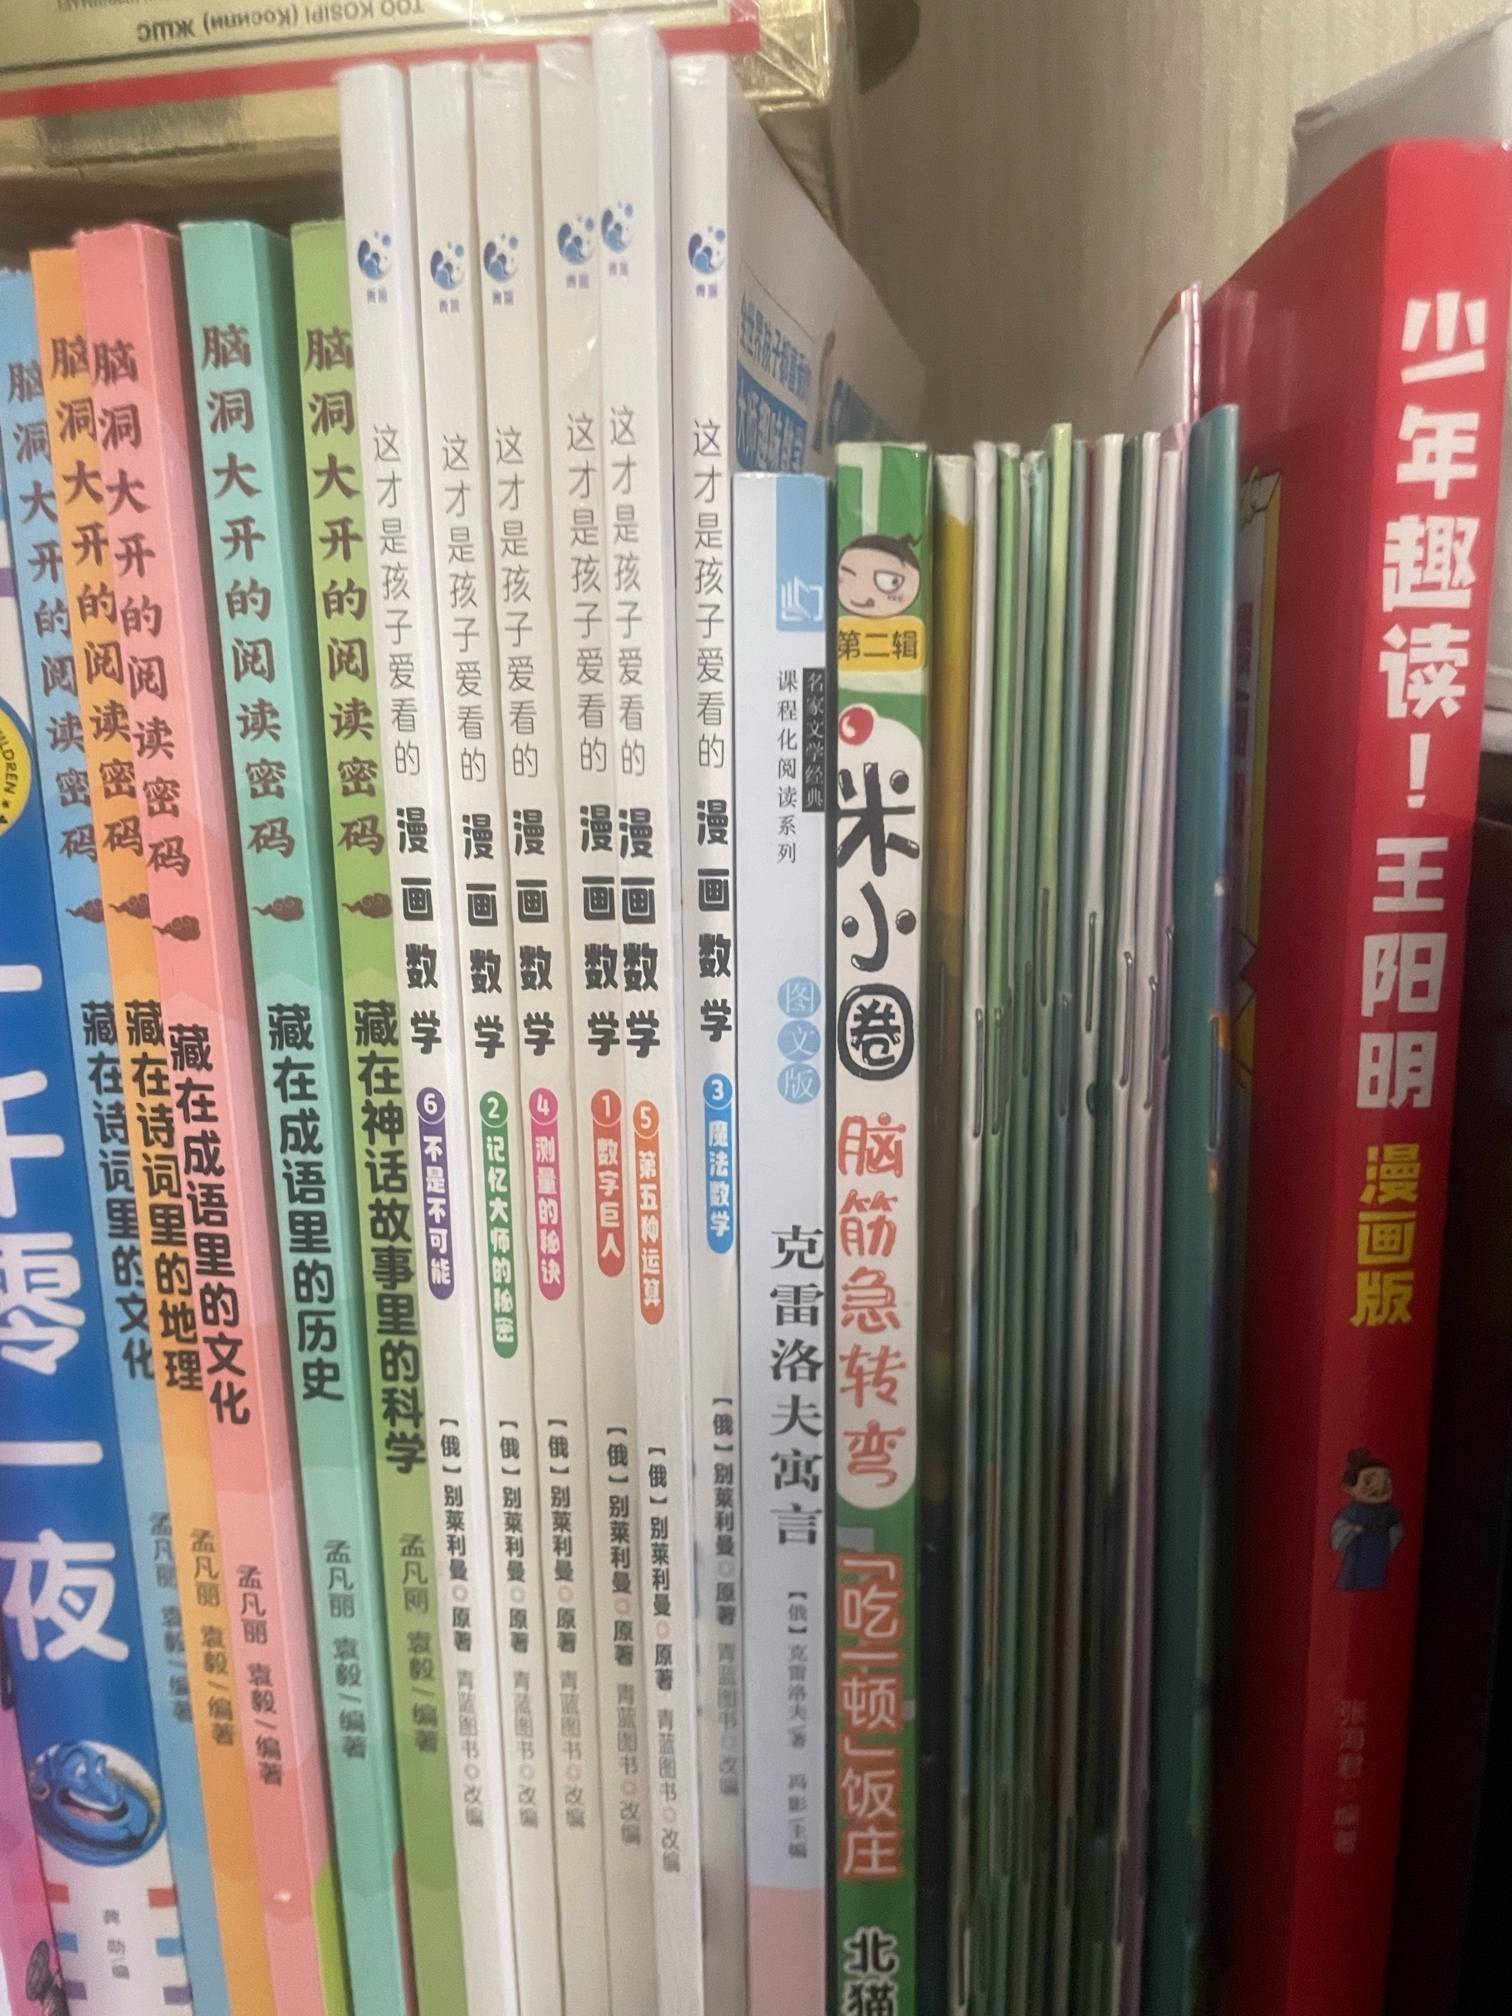 TOO KOSIPI (Косипи) ЖШС
一千零一夜
龚勋/编
脑洞大开的阅读密码
藏在诗词里的文化
孟凡丽 袁毅/编著
脑洞大开的阅读密码
藏在诗词里的地理
孟凡丽 袁毅/编著
脑洞大开的阅读密码
藏在成语里的文化
孟凡丽 袁毅/编著
脑洞大开的阅读密码
藏在成语里的历史
孟凡丽 袁毅/编著
脑洞大开的阅读密码
藏在神话故事里的科学
孟凡丽 袁毅/编著
这才是孩子爱看的
漫画数学
6 不是不可能
【俄】别莱利曼○原著 青蓝图书○改编
这才是孩子爱看的
漫画数学
2 记忆大师的秘密
【俄】别莱利曼○原著 青蓝图书○改编
这才是孩子爱看的
漫画数学
4 测量的秘诀
【俄】别莱利曼○原著 青蓝图书○改编
这才是孩子爱看的
漫画数学
1 数字巨人
【俄】别莱利曼○原著 青蓝图书○改编
这才是孩子爱看的
漫画数学
5 第五种运算
【俄】别莱利曼○原著 青蓝图书○改编
这才是孩子爱看的
漫画数学
3 魔法数学
【俄】别莱利曼○原著 青蓝图书○改编
名家文学经典
课程化阅读系列
图文版
克雷洛夫寓言
【俄】克雷洛夫/著 冯影/主编
第二辑
米小圈
脑筋急转弯
「吃一顿」饭庄
北猫
少年趣读！王阳明
漫画版